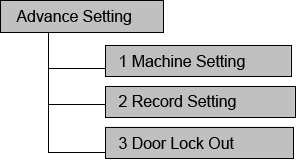 Advance Setting
1 Machine Setting
2 Record Setting
3 Door Lock Out